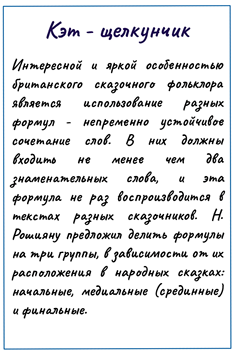 Кэт - щелкунчик
Интересной и яркой особенностью
британского сказочного фольклора
является использование разных
формул - непременно устойчивое
сочетание слов. В них должны
входить не менее чем два
знаменательных слова, и эта
формула не раз воспроизводится в
текстах разных сказочников. Н.
Рошияну предложил делить формулы
на три группы, в зависимости от их
расположения в народных сказках:
начальные, медиальные (срединные)
и финальные.